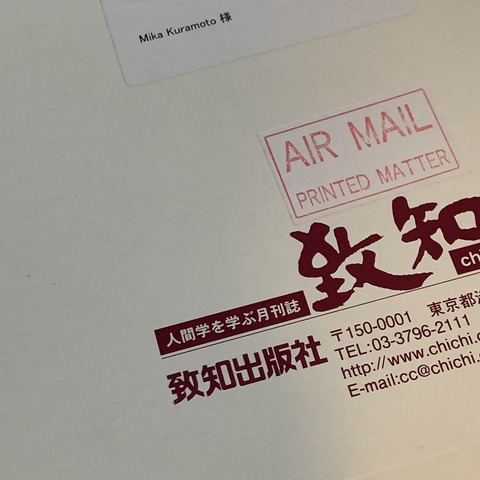 Mika Kuramoto 様
AIR MAIL
PRINTED MATTER
致知
chi
人間学を学ぶ月刊誌
致知出版社
〒150-0001 東京都渋
TEL:03-3796-2111
http://www.chichi.c
E-mail:cc@chichi.c